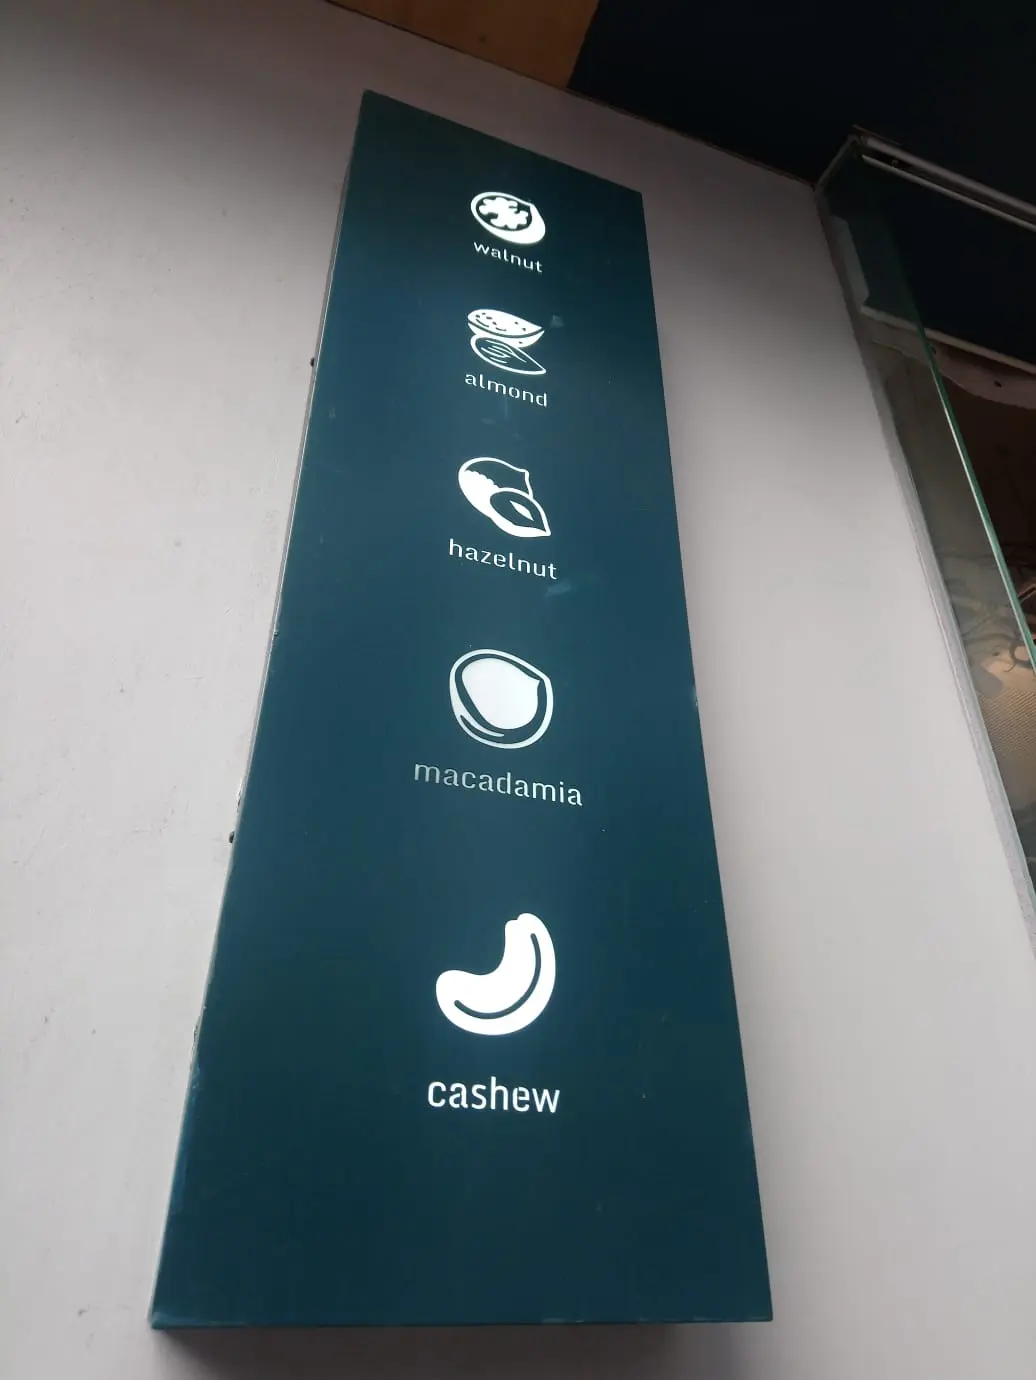 walnut
almond
hazelnut
macadamia
cashew